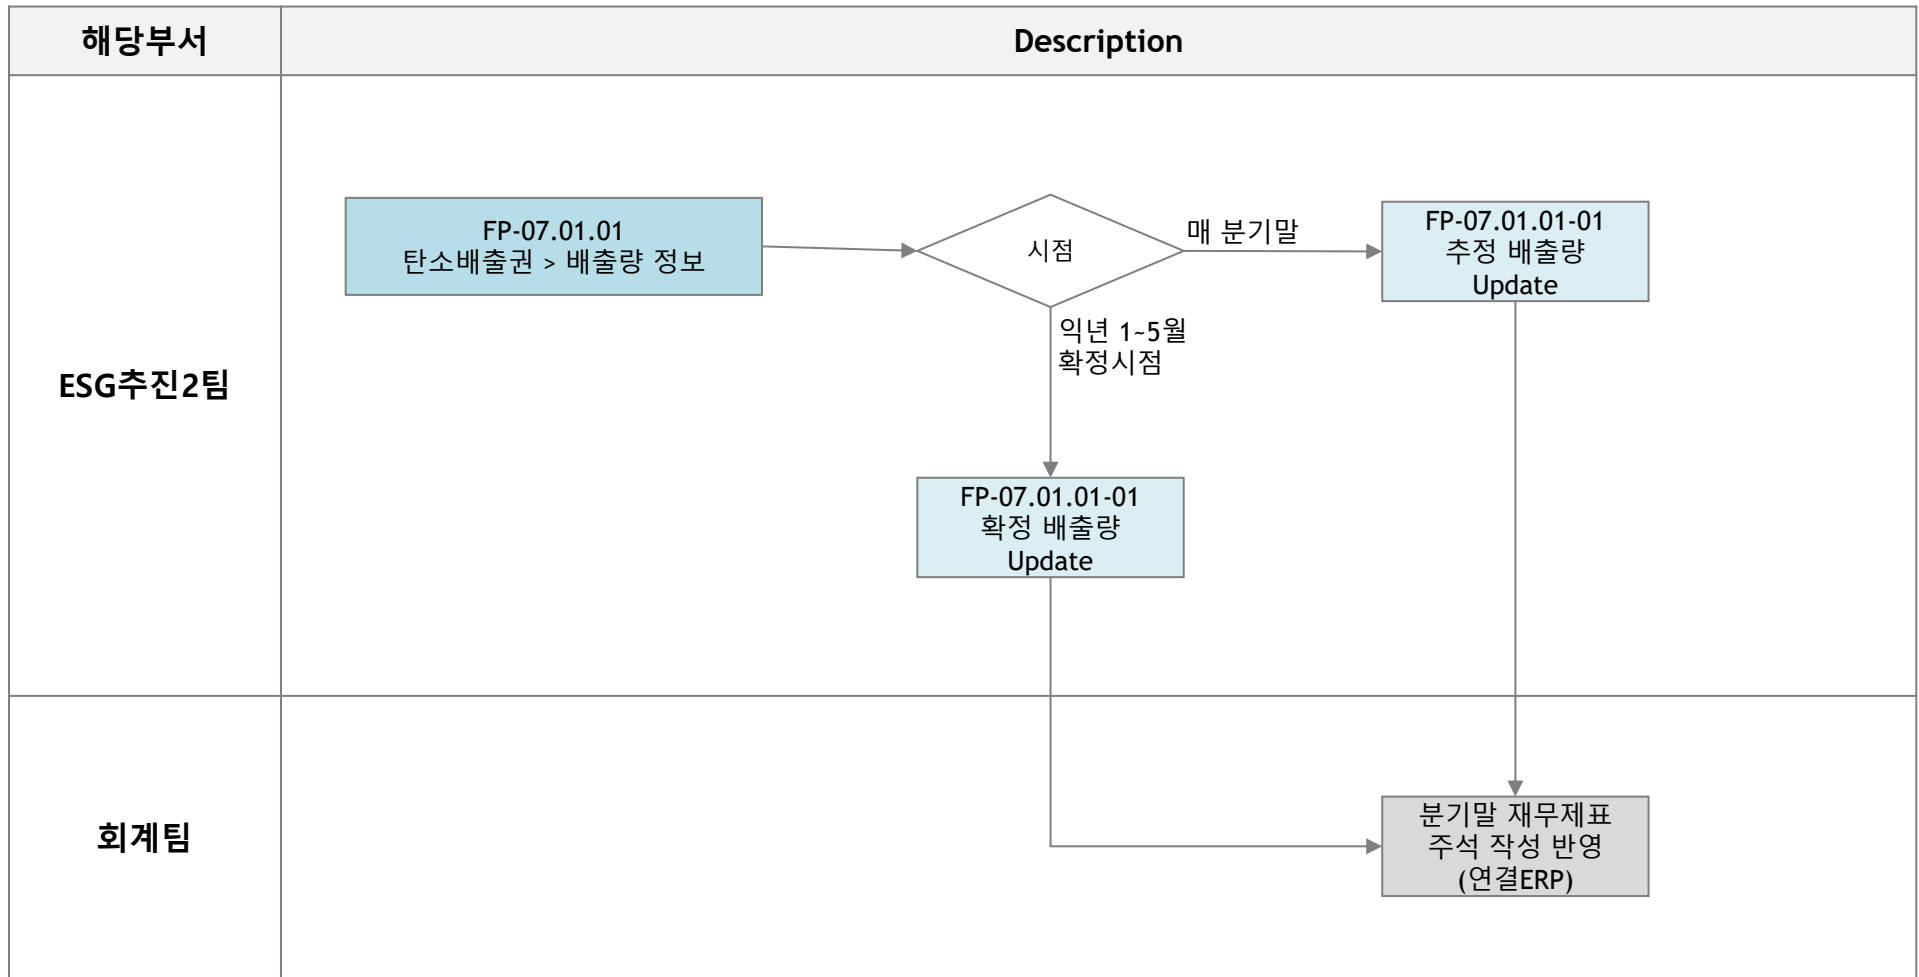 해당부서
Description
ESG추진2팀
FP-07.01.01
탄소배출권 > 배출량 정보
시점
매 분기말
FP-07.01.01-01
추정 배출량
Update
익년 1~5월
확정시점
FP-07.01.01-01
확정 배출량
Update
회계팀
분기말 재무제표
주석 작성 반영
(연결ERP)